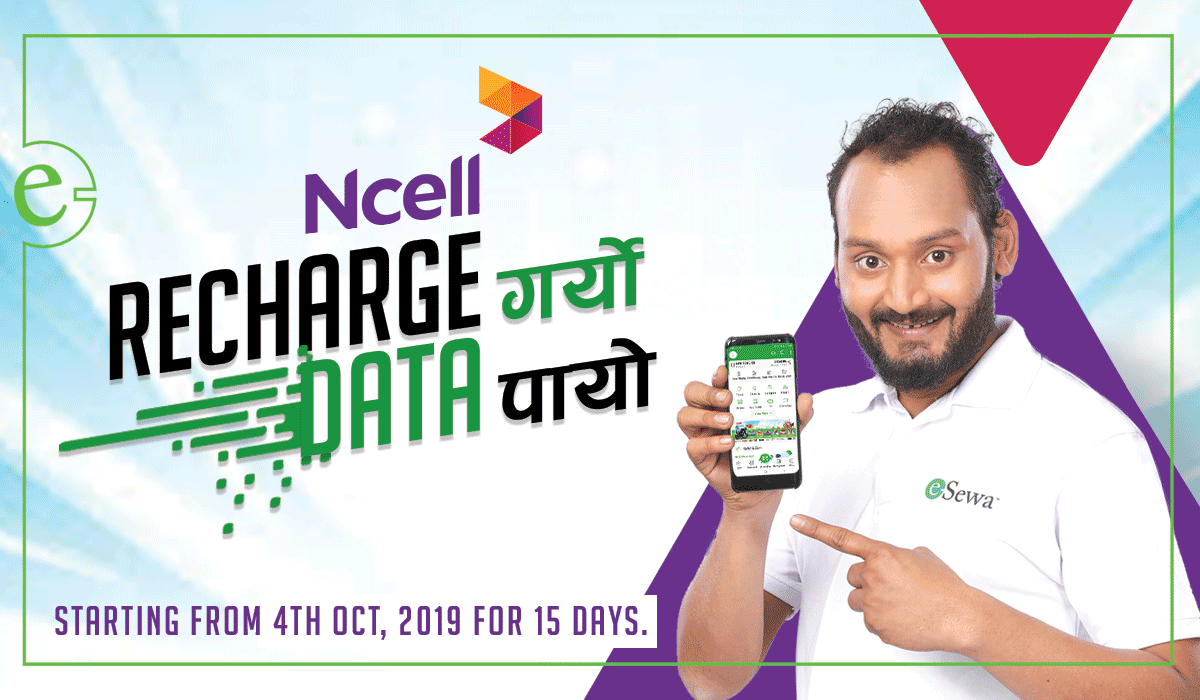 e
Ncell
RECHARGE गर्यो
DATA पायो
eSewa
STARTING FROM 4TH OCT, 2019 FOR 15 DAYS.